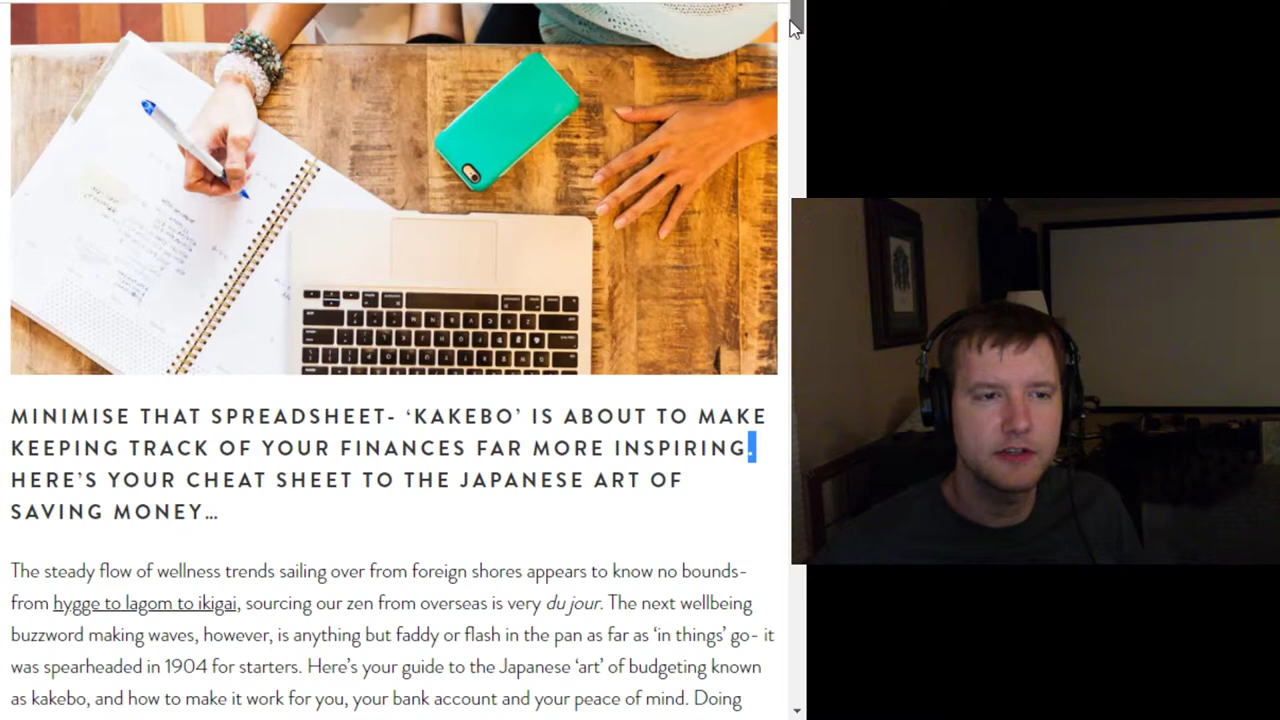 MINIMISE THAT SPREADSHEET- ‘KAKEBO’ IS ABOUT TO MAKE
KEEPING TRACK OF YOUR FINANCES FAR MORE INSPIRING.
HERE’S YOUR CHEAT SHEET TO THE JAPANESE ART OF
SAVING MONEY…
The steady flow of wellness trends sailing over from foreign shores appears to know no bounds-
from hygge to lagom to ikigai, sourcing our zen from overseas is very du jour. The next wellbeing
buzzword making waves, however, is anything but faddy or flash in the pan as far as ‘in things’ go- it
was spearheaded in 1904 for starters. Here’s your guide to the Japanese ‘art’ of budgeting known
as kakebo, and how to make it work for you, your bank account and your peace of mind. Doing